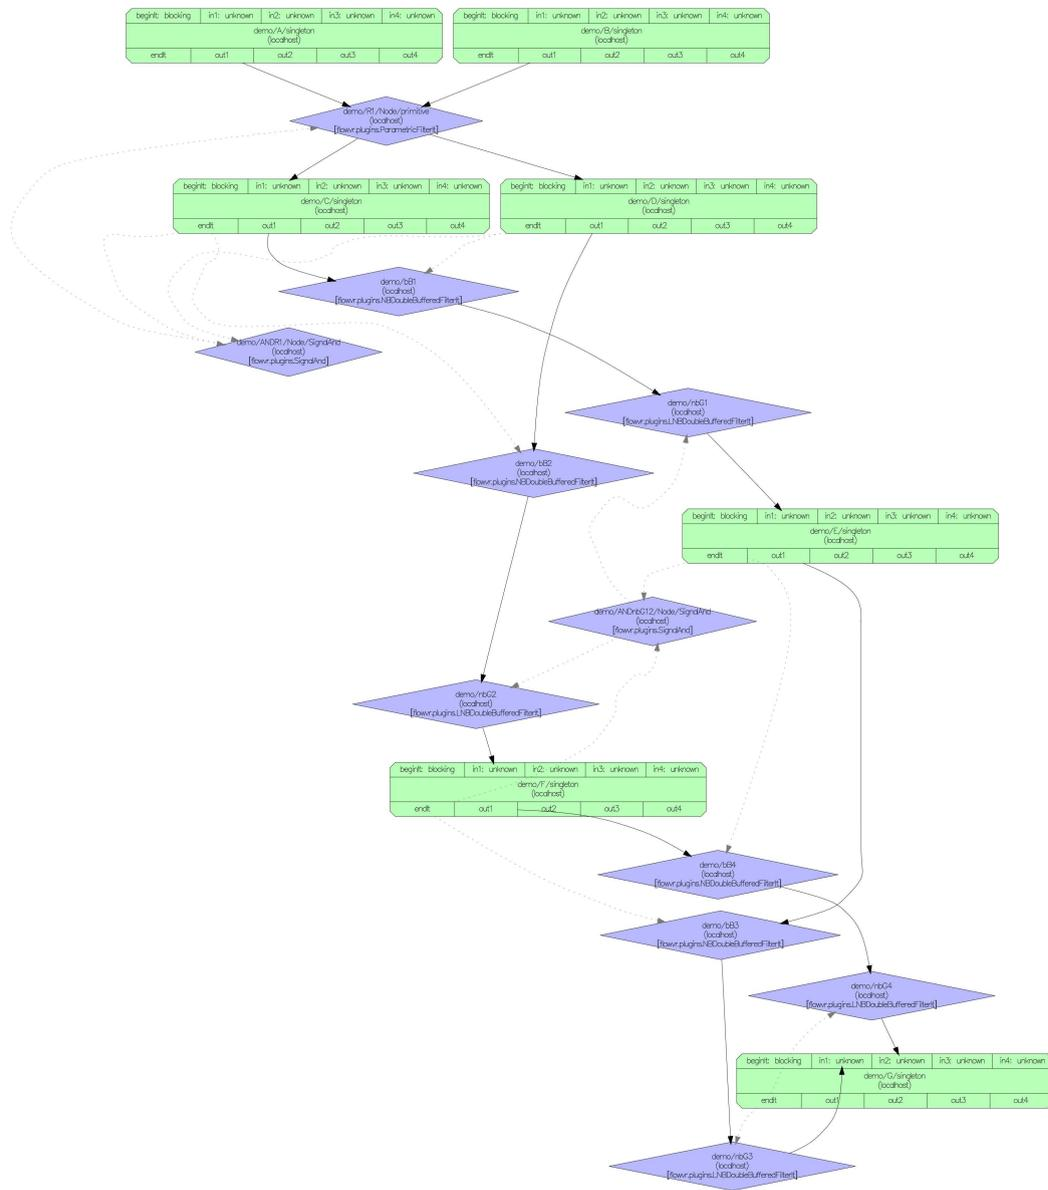 beginIt: blocking in1: unknown in2: unknown in3: unknown in4: unknown
demo/A/singleton
(localhost)
endIt out1 out2 out3 out4
beginIt: blocking in1: unknown in2: unknown in3: unknown in4: unknown
demo/B/singleton
(localhost)
endIt out1 out2 out3 out4
demo/R1/Node/primitive
(localhost)
[flowvr.plugins.ParametricFilterIt]
beginIt: blocking in1: unknown in2: unknown in3: unknown in4: unknown
demo/C/singleton
(localhost)
endIt out1 out2 out3 out4
beginIt: blocking in1: unknown in2: unknown in3: unknown in4: unknown
demo/D/singleton
(localhost)
endIt out1 out2 out3 out4
demo/bB1
(localhost)
[flowvr.plugins.NBDoubleBufferedFilterIt]
demo/ANDR1/Node/SignalAnd
(localhost)
[flowvr.plugins.SignalAnd]
demo/nbG1
(localhost)
[flowvr.plugins.LNBDoubleBufferedFilterIt]
demo/bB2
(localhost)
[flowvr.plugins.NBDoubleBufferedFilterIt]
beginIt: blocking in1: unknown in2: unknown in3: unknown in4: unknown
demo/E/singleton
(localhost)
endIt out1 out2 out3 out4
demo/ANDnbG12/Node/SignalAnd
(localhost)
[flowvr.plugins.SignalAnd]
demo/nbG2
(localhost)
[flowvr.plugins.LNBDoubleBufferedFilterIt]
beginIt: blocking in1: unknown in2: unknown in3: unknown in4: unknown
demo/F/singleton
(localhost)
endIt out1 out2 out3 out4
demo/bB4
(localhost)
[flowvr.plugins.NBDoubleBufferedFilterIt]
demo/bB3
(localhost)
[flowvr.plugins.NBDoubleBufferedFilterIt]
demo/nbG4
(localhost)
[flowvr.plugins.LNBDoubleBufferedFilterIt]
beginIt: blocking in1: unknown in2: unknown in3: unknown in4: unknown
demo/G/singleton
(localhost)
endIt out1 out2 out3 out4
demo/nbG3
(localhost)
[flowvr.plugins.LNBDoubleBufferedFilterIt]